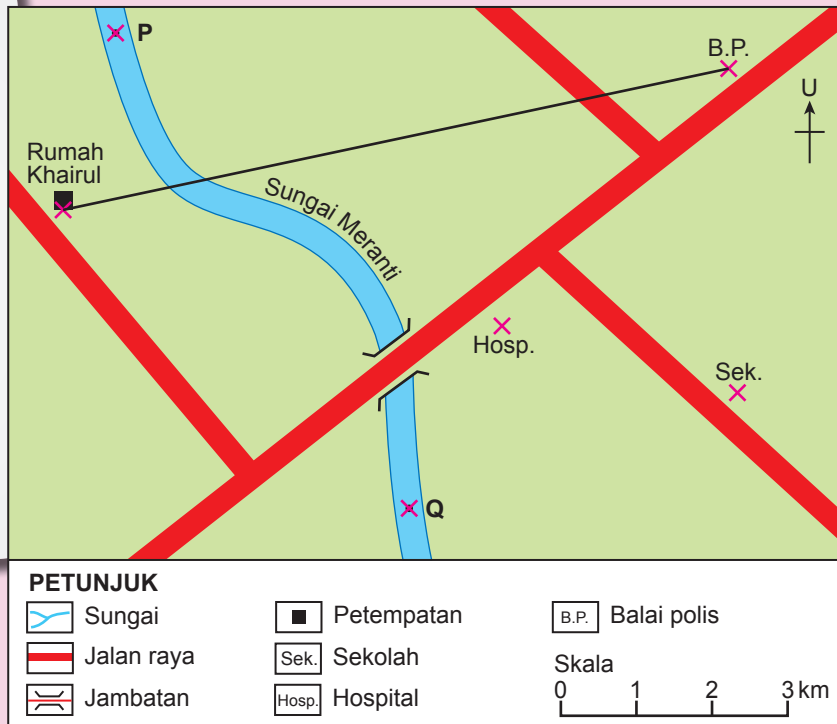 P
B.P.
U
Rumah
Khairul
Sungai Meranti
Hosp.
Sek.
Q
PETUNJUK
Sungai
Petempatan
B.P. Balai polis
Jalan raya
Sek. Sekolah
Skala
Jambatan
Hosp. Hospital
0 1 2 3 km